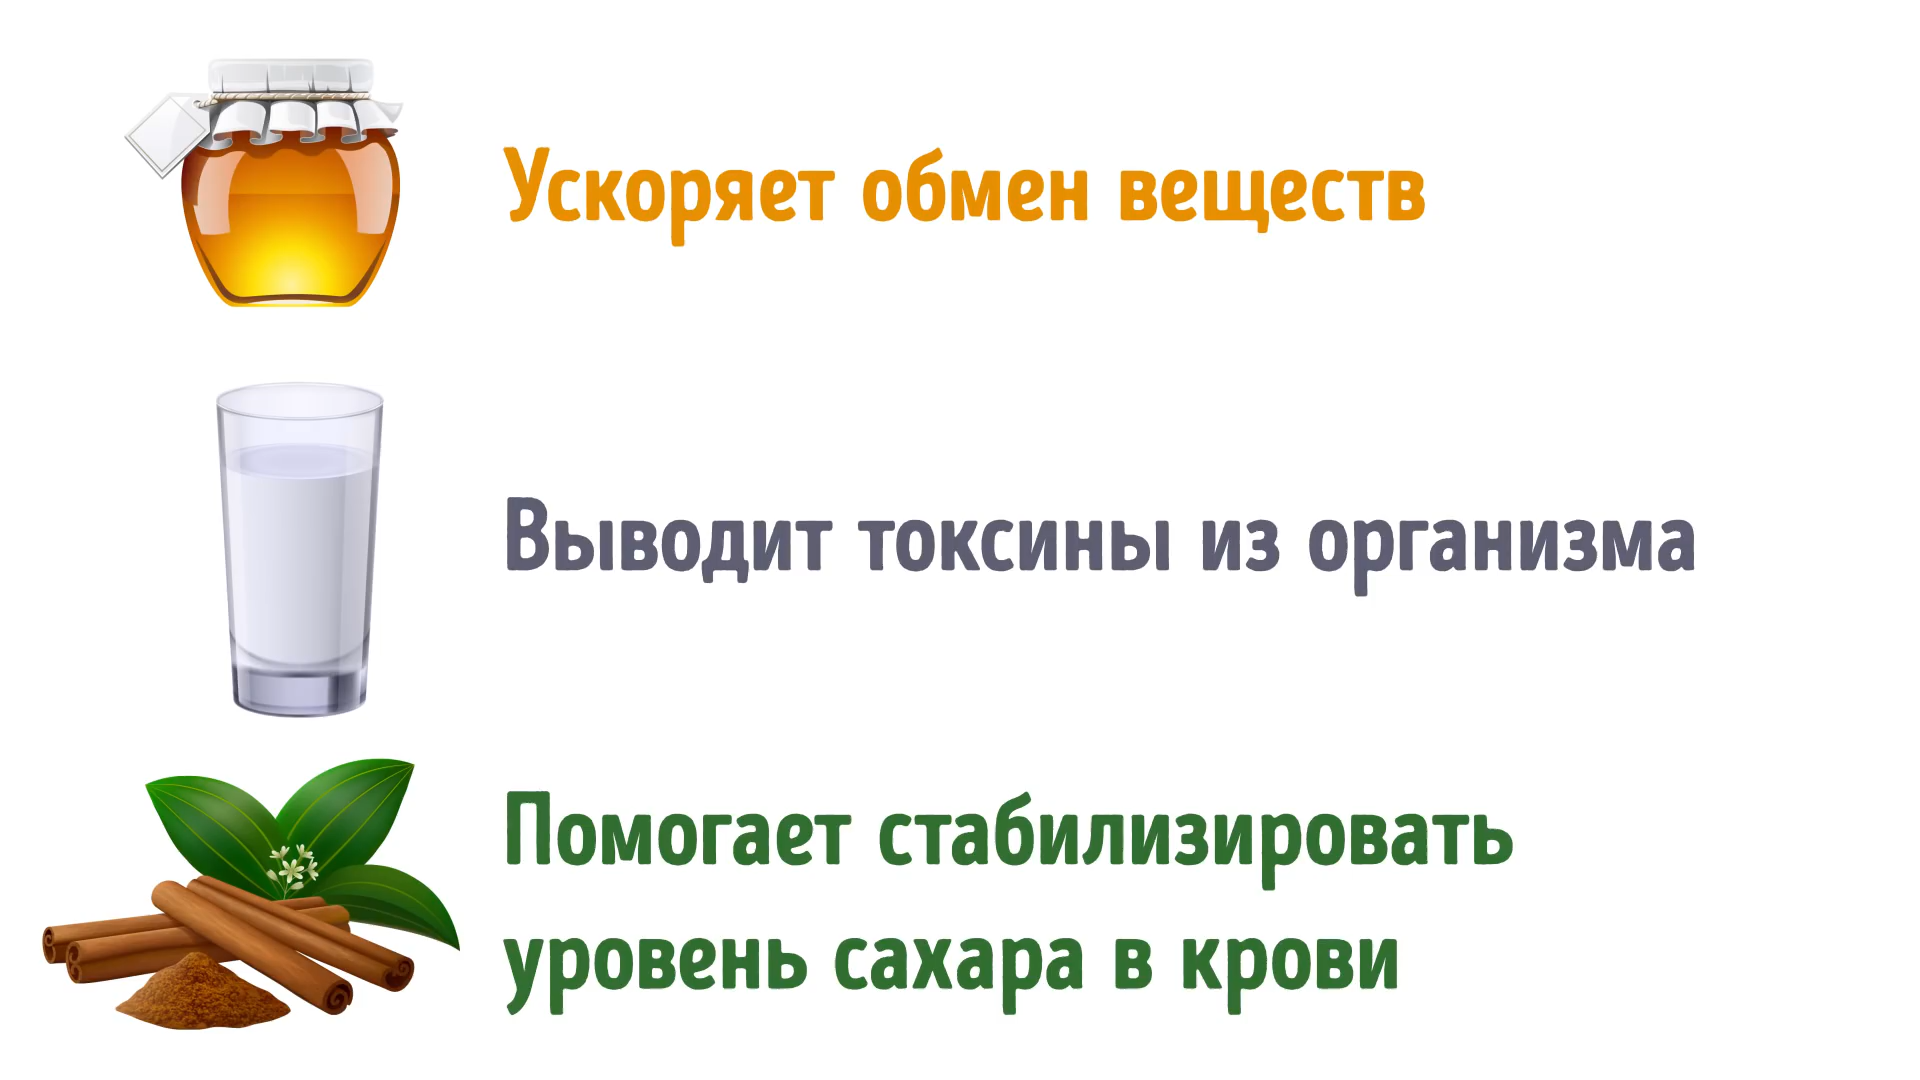 Ускоряет обмен веществ
Выводит токсины из организма
Помогает стабилизировать
уровень сахара в крови